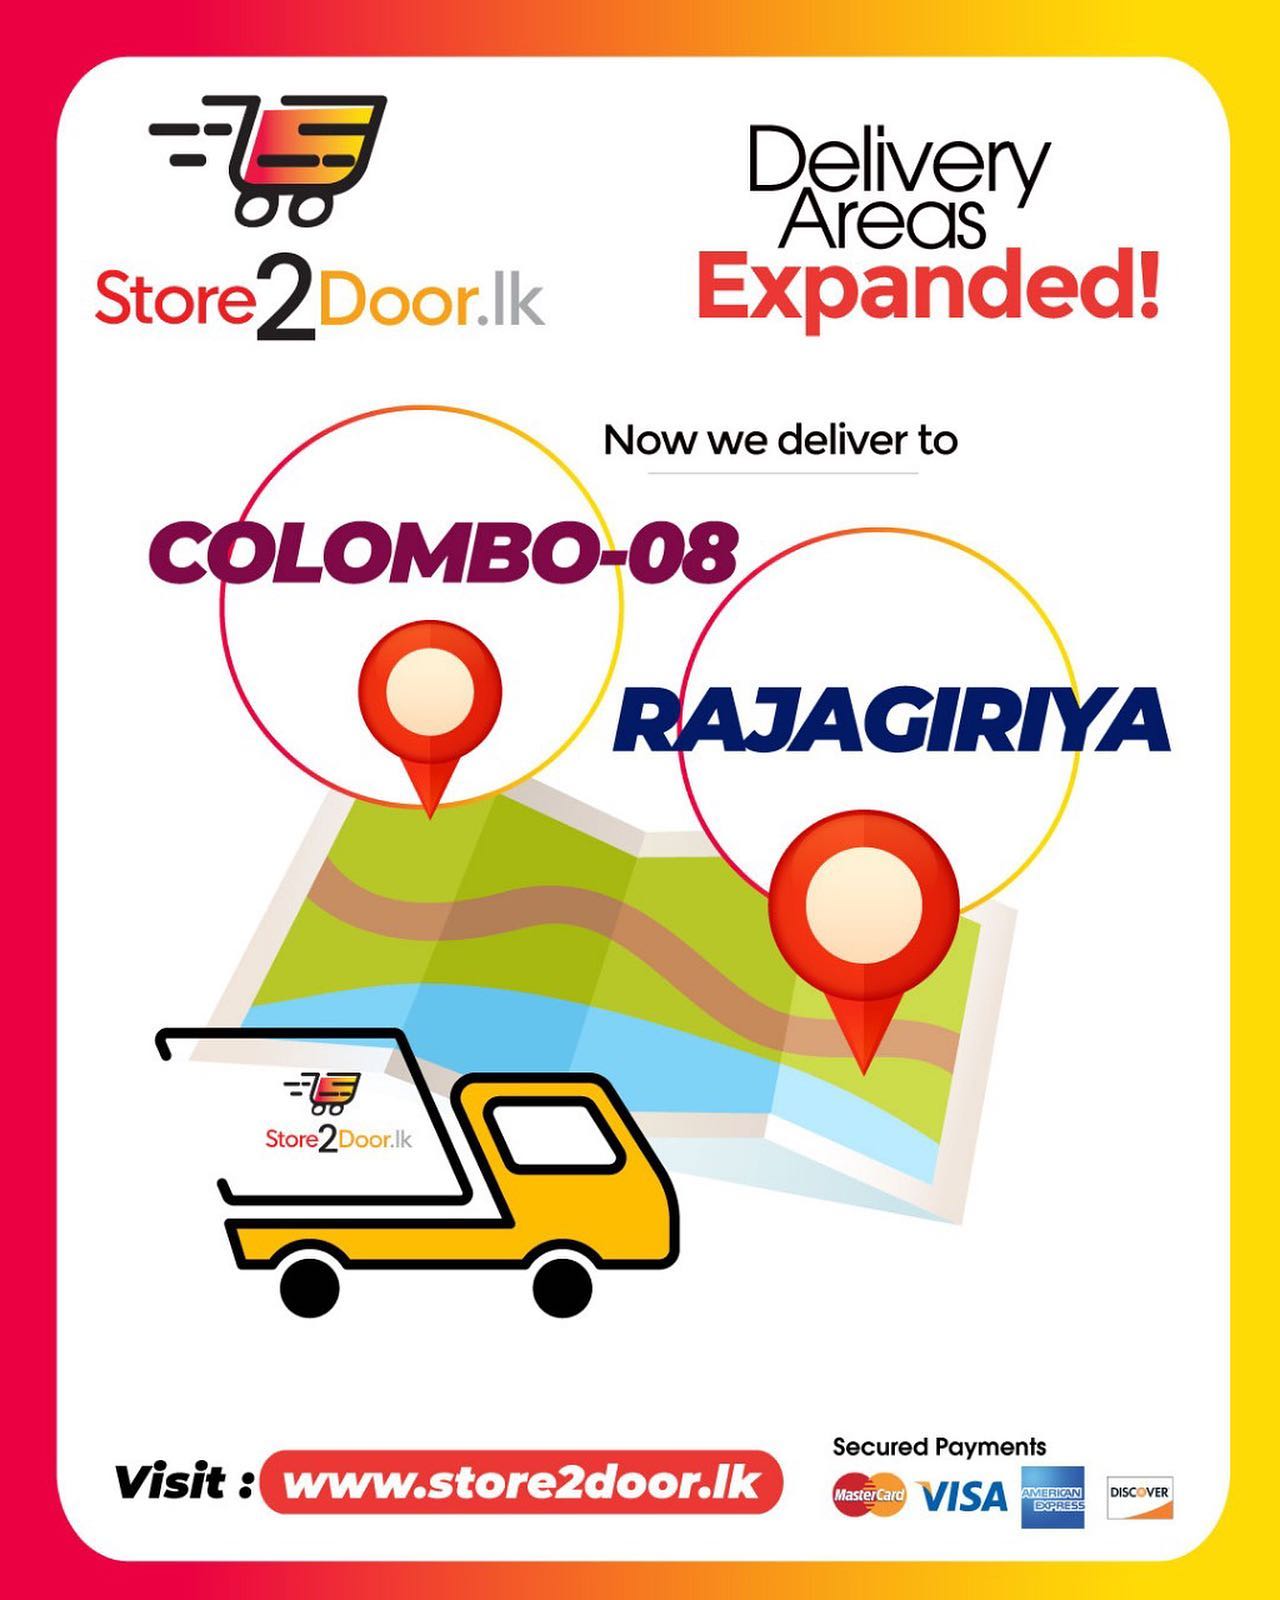 Store2Door.lk
Delivery
Areas
Expanded!
Now we deliver to
COLOMBO-08
RAJAGIRIYA
Store2Door.lk
Visit : www.store2door.lk
Secured Payments
MasterCard VISA AMERICAN EXPRESS DISCOVER